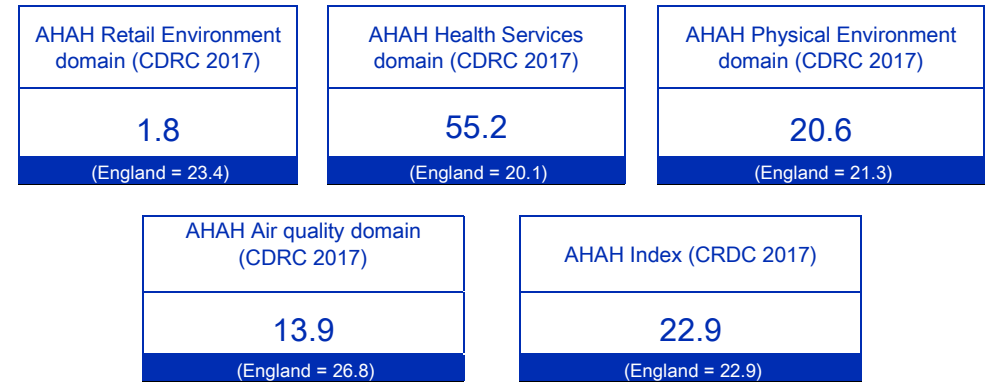 AHAH Retail Environment
domain (CDRC 2017)
1.8
(England = 23.4)
AHAH Health Services
domain (CDRC 2017)
55.2
(England = 20.1)
AHAH Physical Environment
domain (CDRC 2017)
20.6
(England = 21.3)
AHAH Air quality domain
(CDRC 2017)
13.9
(England = 26.8)
AHAH Index (CRDC 2017)
22.9
(England = 22.9)